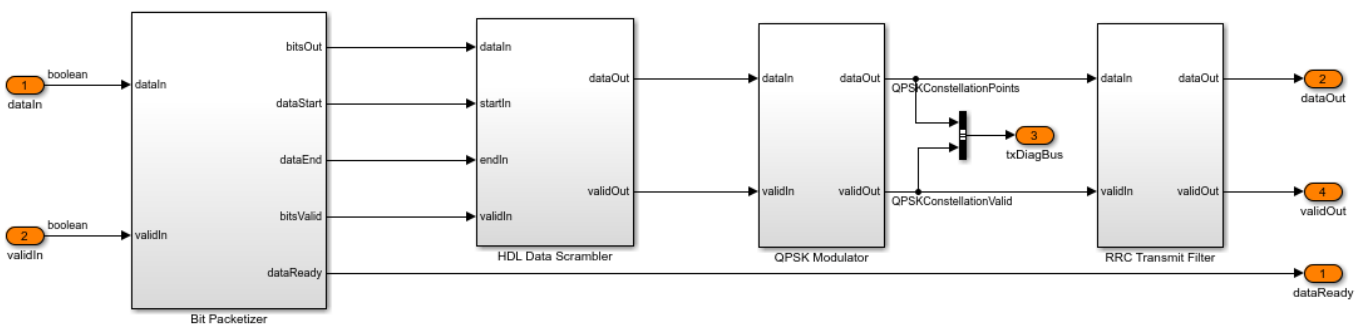 1
dataIn
boolean
2
validIn
boolean
dataIn
validIn
bitsOut
dataStart
dataEnd
bitsValid
dataReady
Bit Packetizer
dataIn
startIn
endIn
validIn
dataOut
validOut
HDL Data Scrambler
dataIn
validIn
dataOut
validOut
QPSK Modulator
QPSKConstellationPoints
QPSKConstellationValid
3
txDiagBus
dataIn
validIn
dataOut
validOut
RRC Transmit Filter
2
dataOut
4
validOut
1
dataReady